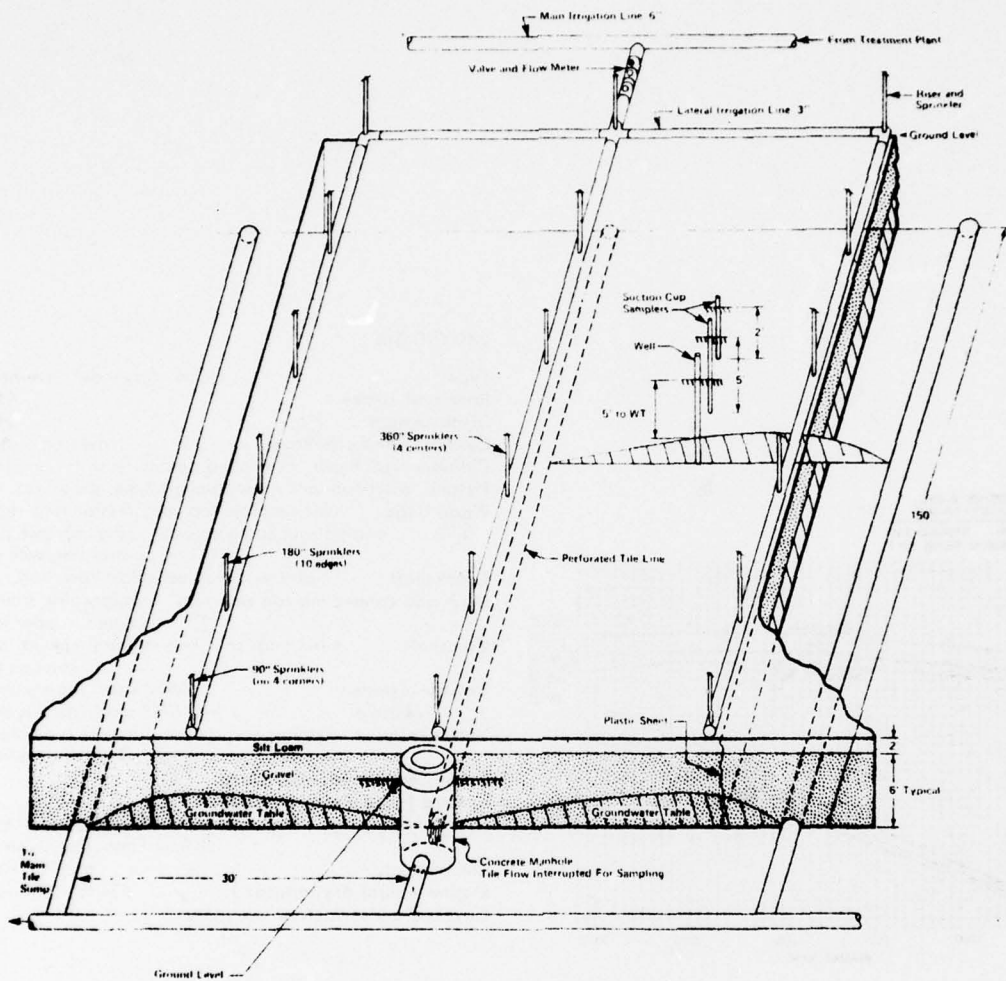 Main Irrigation Line 6"
From Treatment Plant
Valve and Flow Meter
Riser and
Sprinkler
Lateral Irrigation Line 3"
Ground Level
Suction Cup
Samplers
2
Well
5
5' to WT
360° Sprinklers
(4 centers)
150'
180° Sprinklers
(10 edges)
Perforated Tile Line
90° Sprinklers
(on 4 corners)
Plastic Sheet
Silt Loam
2
Gravel
6' Typical
Groundwater Table
Groundwater Table
To
Main
Tile
Sump
30'
Concrete Manhole
Tile Flow Interrupted For Sampling
Ground Level